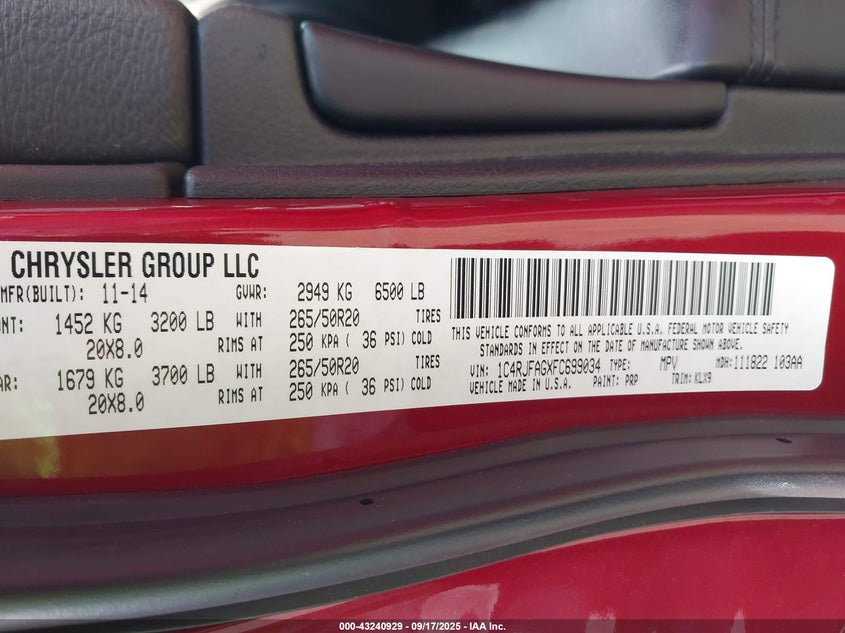 CHRYSLER GROUP LLC
MFR(BUILT): 11-14 GVWR: 2949 KG 6500 LB
1452 KG 3200 LB WITH 265/50R20 TIRES
20X8.0 RIMS AT 250 KPA ( 36 PSI) COLD
1679 KG 3700 LB WITH 265/50R20 TIRES
20X8.0 RIMS AT 250 KPA ( 36 PSI) COLD
THIS VEHICLE CONFORMS TO ALL APPLICABLE U.S.A. FEDERAL MOTOR VEHICLE SAFETY
STANDARDS IN EFFECT ON THE DATE OF MANUFACTURE SHOWN ABOVE.
VIN: 1C4RJFAGXFC699034 TYPE: MPV MDH: 111822 103AA
VEHICLE MADE IN U.S.A. PAINT: PRP TRIM: KLX9
000-43240929 - 09/17/2025 - IAA Inc.